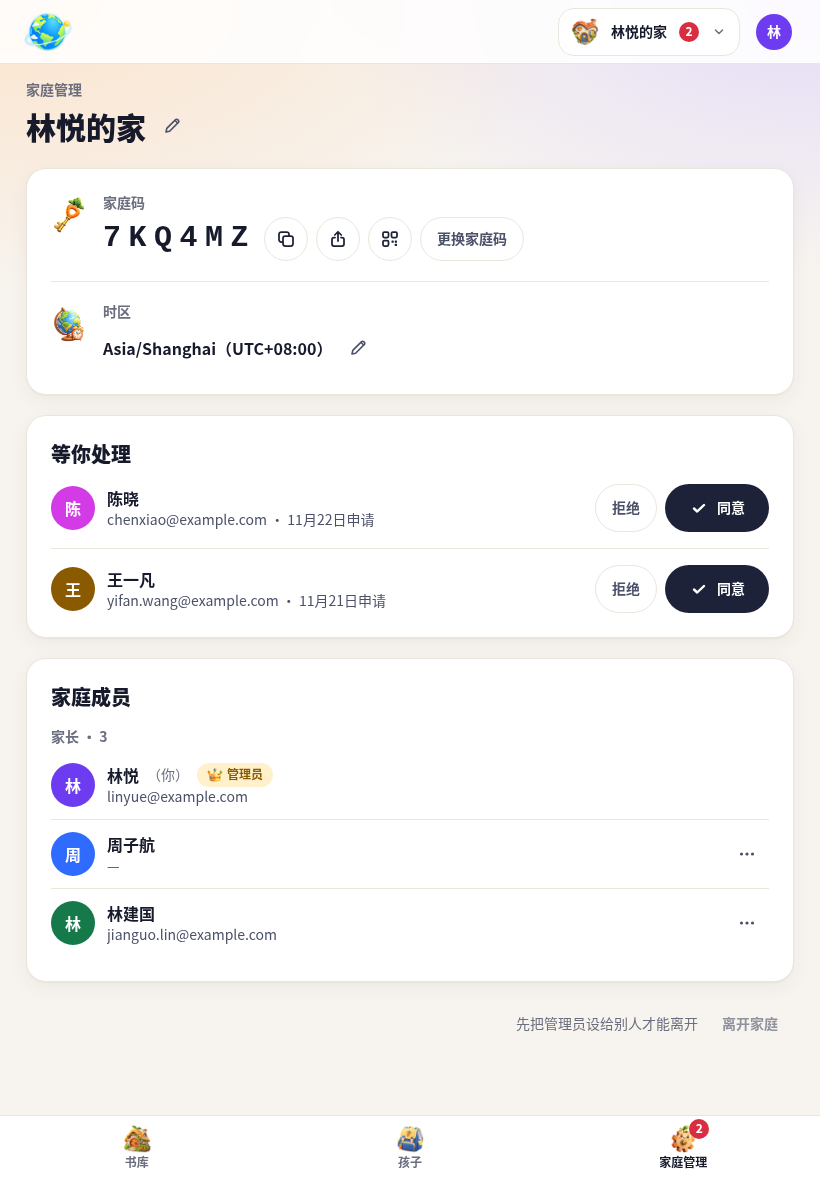 林悦的家 2 林
家庭管理
林悦的家
家庭码
7KQ4MZ 更换家庭码
时区
Asia/Shanghai（UTC+08:00）
等你处理
陈 陈晓 拒绝 同意
chenxiao@example.com · 11月22日申请
王 王一凡 拒绝 同意
yifan.wang@example.com · 11月21日申请
家庭成员
家长 · 3
林 林悦 （你） 管理员
linyue@example.com
周 周子航
—
林 林建国
jianguo.lin@example.com
先把管理员设给别人才能离开 离开家庭
2
书库 孩子 家庭管理